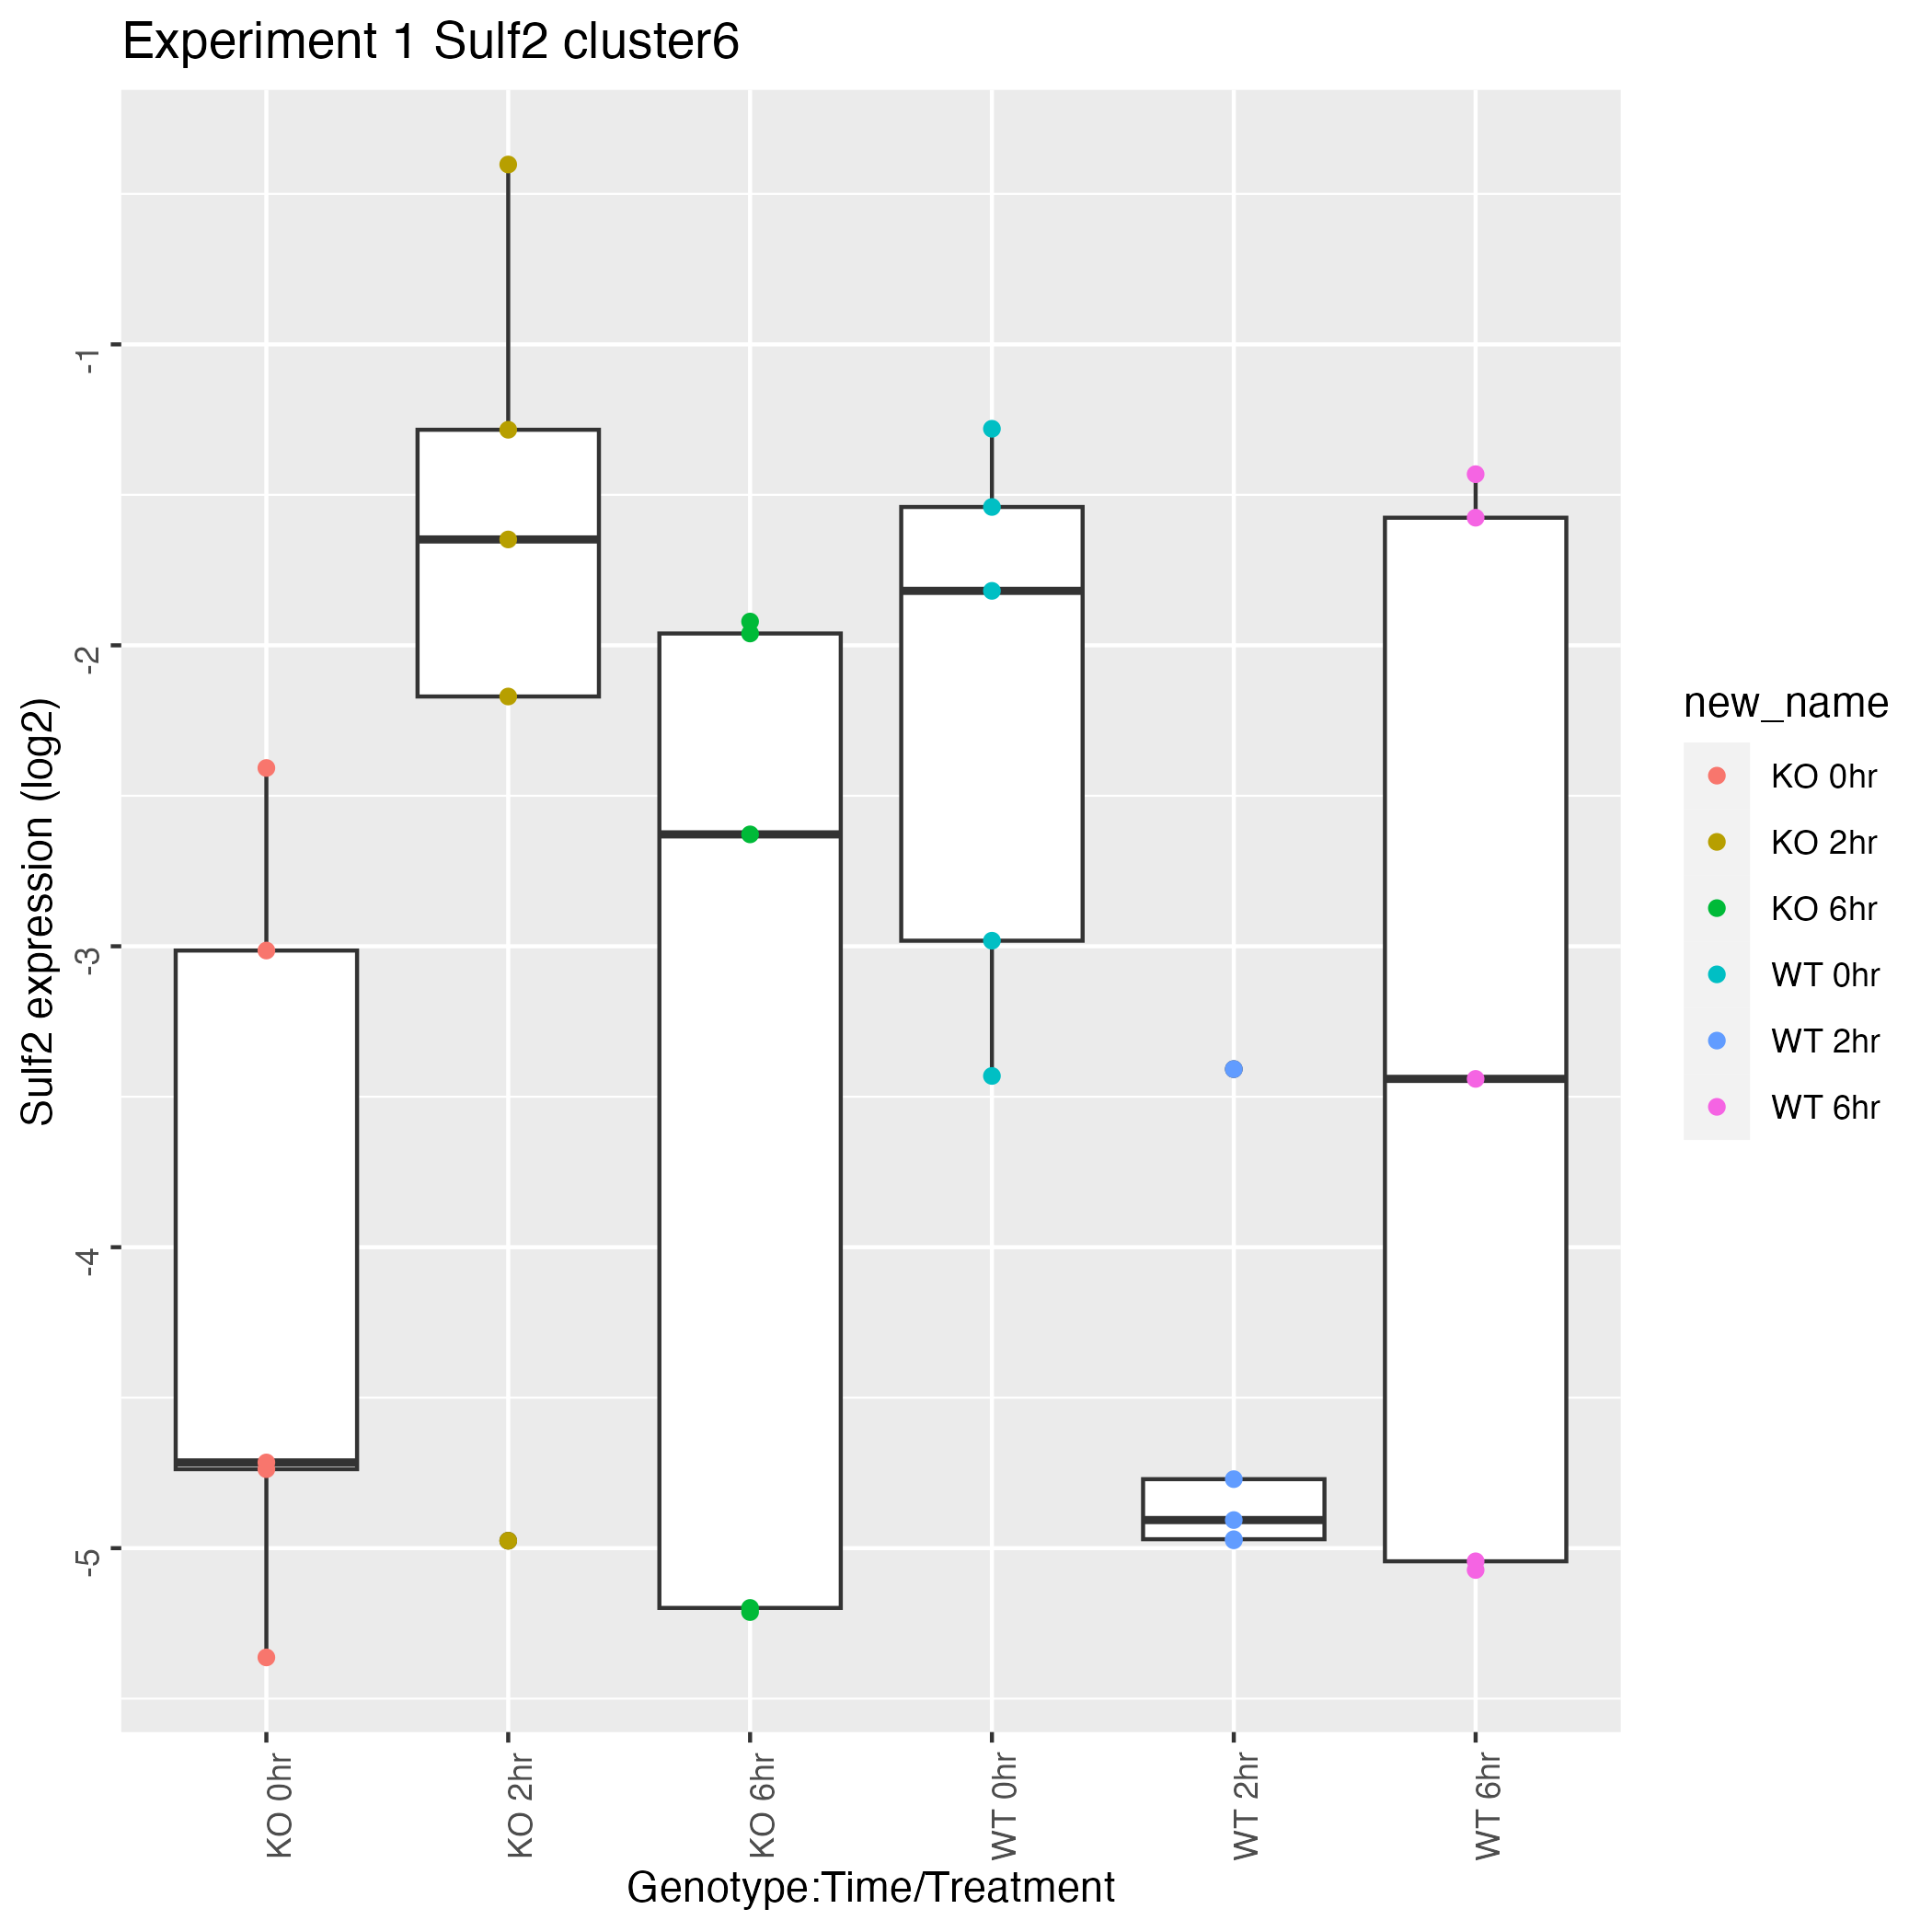 Experiment 1 Sulf2 cluster6
Sulf2 expression (log2)
-1
-2
-3
-4
-5
KO 0hr
KO 2hr
KO 6hr
WT 0hr
WT 2hr
WT 6hr
Genotype:Time/Treatment
new_name
KO 0hr
KO 2hr
KO 6hr
WT 0hr
WT 2hr
WT 6hr